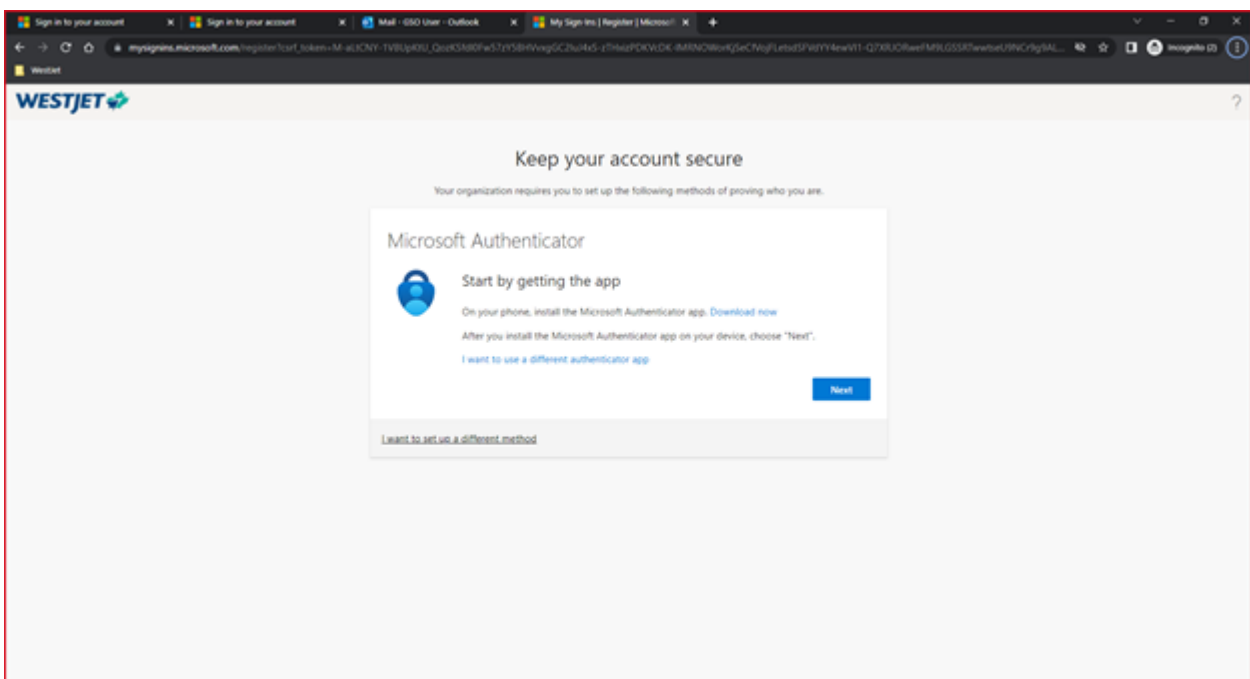 Sign in to your account
Sign in to your account
Mail - GSO User - Outlook
My Sign-Ins | Register | Microsoft
mysignins.microsoft.com/register?csrf_token=
Incognito (2)
WestJet
WESTJET
?
Keep your account secure
Your organization requires you to set up the following methods of proving who you are.
Microsoft Authenticator
Start by getting the app
On your phone, install the Microsoft Authenticator app. Download now
After you install the Microsoft Authenticator app on your device, choose "Next".
I want to use a different authenticator app
Next
I want to set up a different method